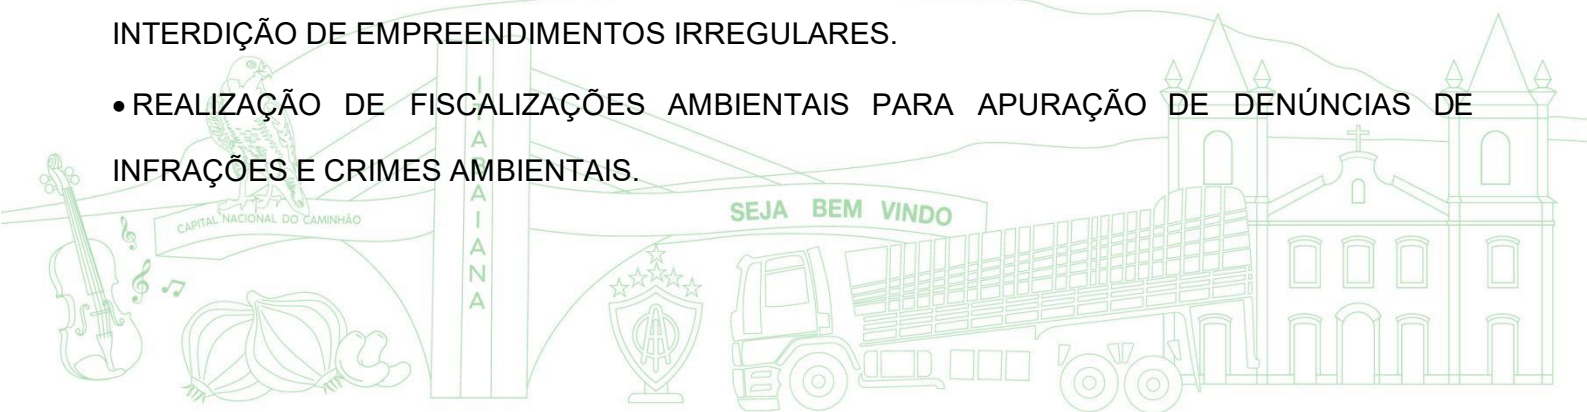 INTERDIÇÃO DE EMPREENDIMENTOS IRREGULARES.
• REALIZAÇÃO DE FISCALIZAÇÕES AMBIENTAIS PARA APURAÇÃO DE DENÚNCIAS DE
INFRAÇÕES E CRIMES AMBIENTAIS.
CAPITAL NACIONAL DO CAMINHÃO
ITABAIANA
SEJA BEM VINDO